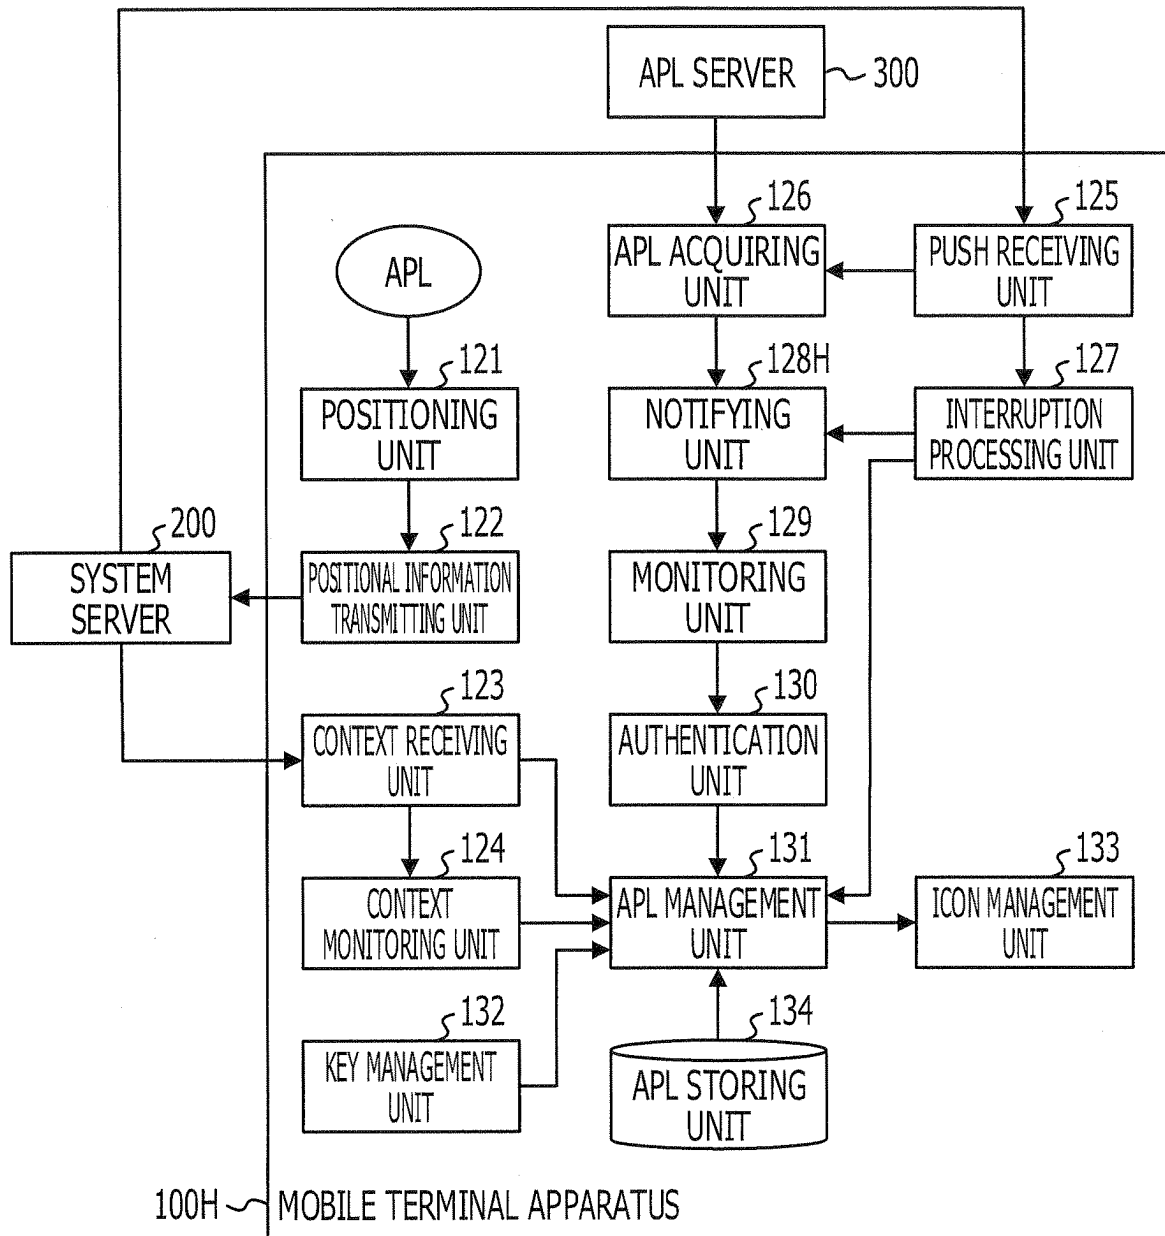 APL SERVER
300
126
APL ACQUIRING
UNIT
125
PUSH RECEIVING
UNIT
APL
121
POSITIONING
UNIT
128H
NOTIFYING
UNIT
127
INTERRUPTION
PROCESSING UNIT
200
SYSTEM
SERVER
122
POSITIONAL INFORMATION
TRANSMITTING UNIT
129
MONITORING
UNIT
123
CONTEXT RECEIVING
UNIT
130
AUTHENTICATION
UNIT
124
CONTEXT
MONITORING UNIT
131
APL MANAGEMENT
UNIT
133
ICON MANAGEMENT
UNIT
132
KEY MANAGEMENT
UNIT
134
APL STORING
UNIT
100H
MOBILE TERMINAL APPARATUS